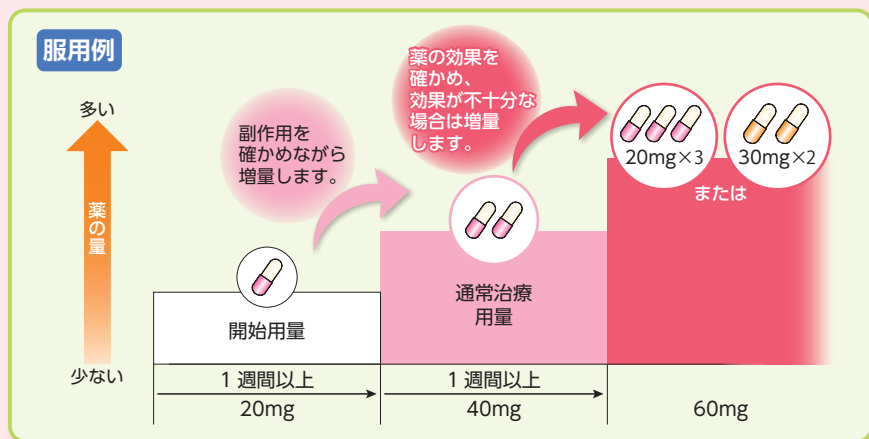 服用例
多い
薬の量
少ない
副作用を
確かめながら
増量します。
薬の効果を
確かめ、
効果が不十分な
場合は増量
します。
20mg×3
30mg×2
または
開始用量
通常治療
用量
1週間以上
20mg
1週間以上
40mg
60mg